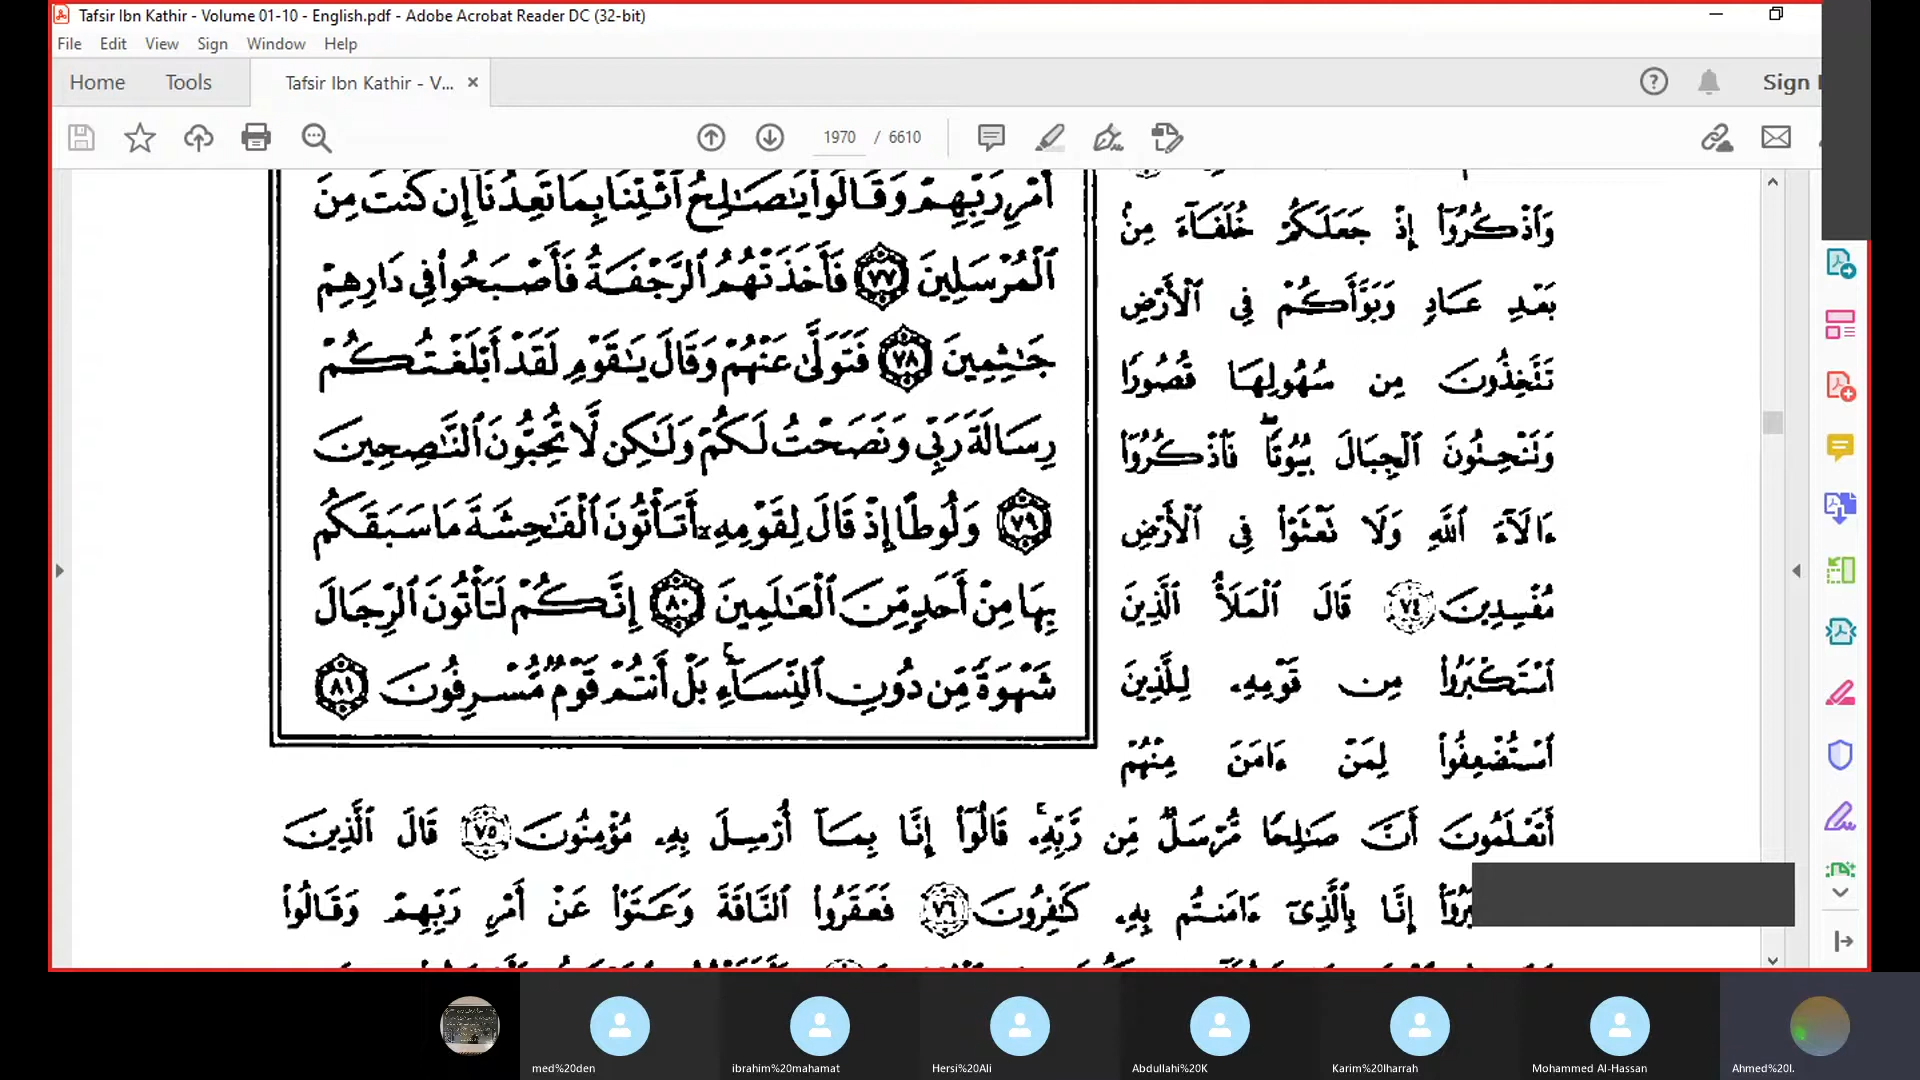 Tafsir Ibn Kathir - Volume 01-10 - English.pdf - Adobe Acrobat Reader DC (32-bit)
File Edit View Sign Window Help
Home Tools Tafsir Ibn Kathir - V... × Sign
1970 / 6610
أَمْرِ رَبِّهِمْ وَقَالُوا۟ يَٰصَٰلِحُ ٱئْتِنَا بِمَا تَعِدُنَآ إِن كُنتَ مِنَ
ٱلْمُرْسَلِينَ ٧٧ فَأَخَذَتْهُمُ ٱلرَّجْفَةُ فَأَصْبَحُوا۟ فِى دَارِهِمْ
جَٰثِمِينَ ٧٨ فَتَوَلَّىٰ عَنْهُمْ وَقَالَ يَٰقَوْمِ لَقَدْ أَبْلَغْتُكُمْ
رِسَالَةَ رَبِّى وَنَصَحْتُ لَكُمْ وَلَٰكِن لَّا تُحِبُّونَ ٱلنَّٰصِحِينَ
٧٩ وَلُوطًا إِذْ قَالَ لِقَوْمِهِۦٓ أَتَأْتُونَ ٱلْفَٰحِشَةَ مَا سَبَقَكُم
بِهَا مِنْ أَحَدٍ مِّنَ ٱلْعَٰلَمِينَ ٨٠ إِنَّكُمْ لَتَأْتُونَ ٱلرِّجَالَ
شَهْوَةً مِّن دُونِ ٱلنِّسَآءِ ۚ بَلْ أَنتُمْ قَوْمٌ مُّسْرِفُونَ ٨١
وَٱذْكُرُوٓا۟ إِذْ جَعَلَكُمْ خُلَفَآءَ مِنۢ
بَعْدِ عَادٍ وَبَوَّأَكُمْ فِى ٱلْأَرْضِ
تَتَّخِذُونَ مِن سُهُولِهَا قُصُورًا
وَتَنْحِتُونَ ٱلْجِبَالَ بُيُوتًا ۖ فَٱذْكُرُوٓا۟
ءَالَآءَ ٱللَّهِ وَلَا تَعْثَوْا۟ فِى ٱلْأَرْضِ
مُفْسِدِينَ ٧٤ قَالَ ٱلْمَلَأُ ٱلَّذِينَ
ٱسْتَكْبَرُوا۟ مِن قَوْمِهِۦ لِلَّذِينَ
ٱسْتُضْعِفُوا۟ لِمَنْ ءَامَنَ مِنْهُمْ
أَتَعْلَمُونَ أَنَّ صَٰلِحًا مُّرْسَلٌ مِّن رَّبِّهِۦ ۚ قَالُوٓا۟ إِنَّا بِمَآ أُرْسِلَ بِهِۦ مُؤْمِنُونَ ٧٥ قَالَ ٱلَّذِينَ
إِنَّا بِٱلَّذِىٓ ءَامَنتُم بِهِۦ كَٰفِرُونَ ٧٦ فَعَقَرُوا۟ ٱلنَّاقَةَ وَعَتَوْا۟ عَنْ أَمْرِ رَبِّهِمْ وَقَالُوا۟
med%20den ibrahim%20mahamat Hersi%20Ali Abdullahi%20K Karim%20Iharrah Mohammed Al-Hassan Ahmed%20I.